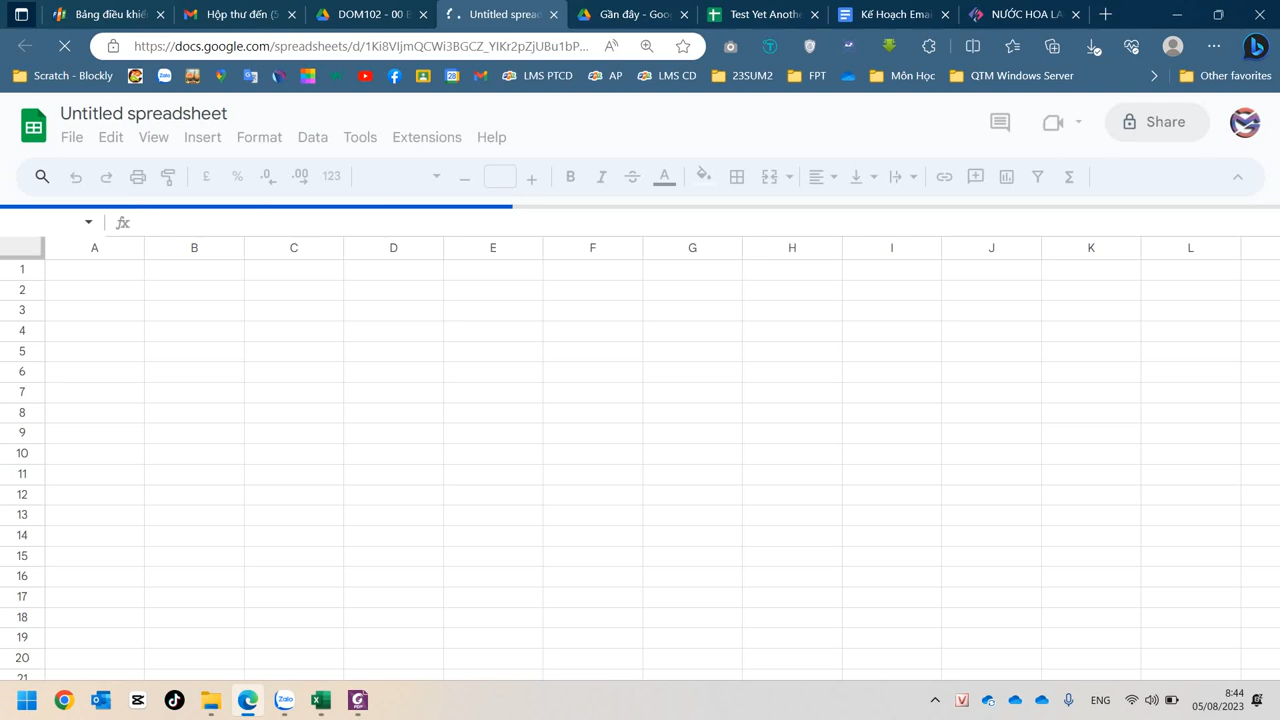 Bảng điều khiể
Hộp thư đến (5
DOM102 - 00 B
Untitled sprea
Gần đây - Goo
Test Yet Anothe
Kế Hoạch Emai
NƯỚC HOA LA
https://docs.google.com/spreadsheets/d/1Ki8VIjmQCWi3BGCZ_YIKr2pZjUBu1bP...
Scratch - Blockly
LMS PTCD
AP
LMS CD
23SUM2
FPT
Môn Học
QTM Windows Server
Other favorites
Untitled spreadsheet
File Edit View Insert Format Data Tools Extensions Help
Share
£ % .0 .00 123 B I S A Σ
fx
A B C D E F G H I J K L
1
2
3
4
5
6
7
8
9
10
11
12
13
14
15
16
17
18
19
20
21
Zalo
ENG
8:44
05/08/2023